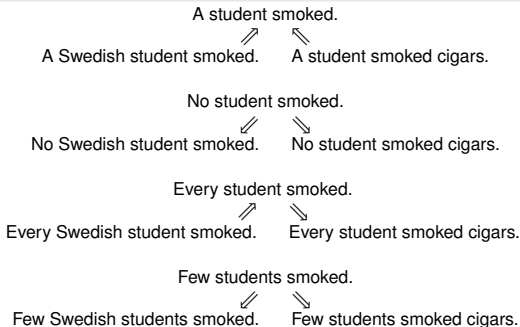 A student smoked.
A Swedish student smoked. A student smoked cigars.
No student smoked.
No Swedish student smoked. No student smoked cigars.
Every student smoked.
Every Swedish student smoked. Every student smoked cigars.
Few students smoked.
Few Swedish students smoked. Few students smoked cigars.